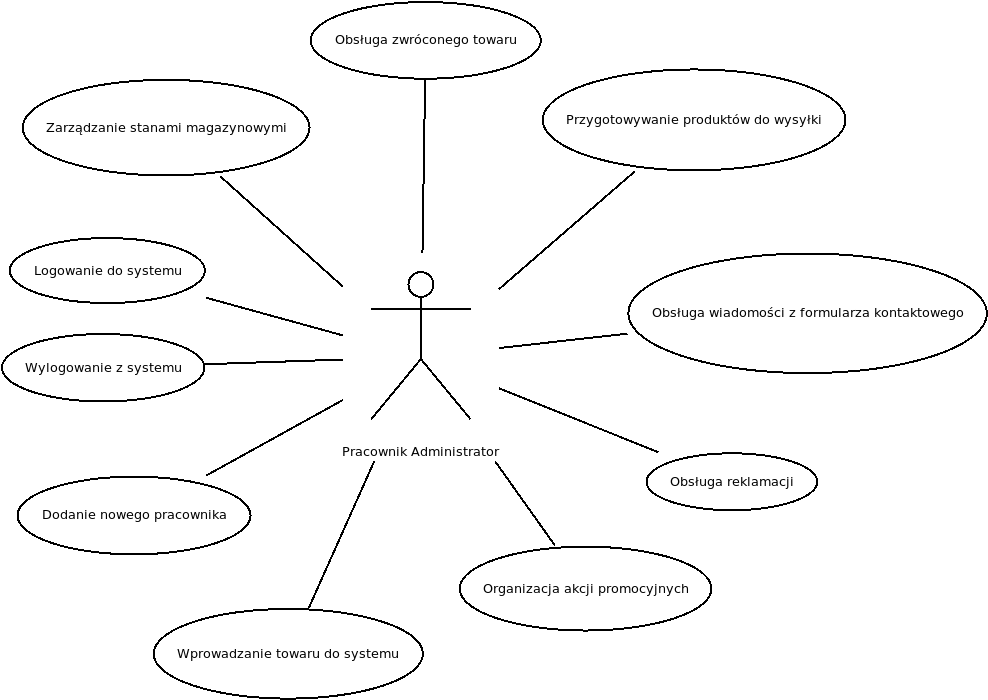 Obsługa zwróconego towaru
Przygotowywanie produktów do wysyłki
Zarządzanie stanami magazynowymi
Logowanie do systemu
Obsługa wiadomości z formularza kontaktowego
Wylogowanie z systemu
Pracownik Administrator
Obsługa reklamacji
Dodanie nowego pracownika
Organizacja akcji promocyjnych
Wprowadzanie towaru do systemu